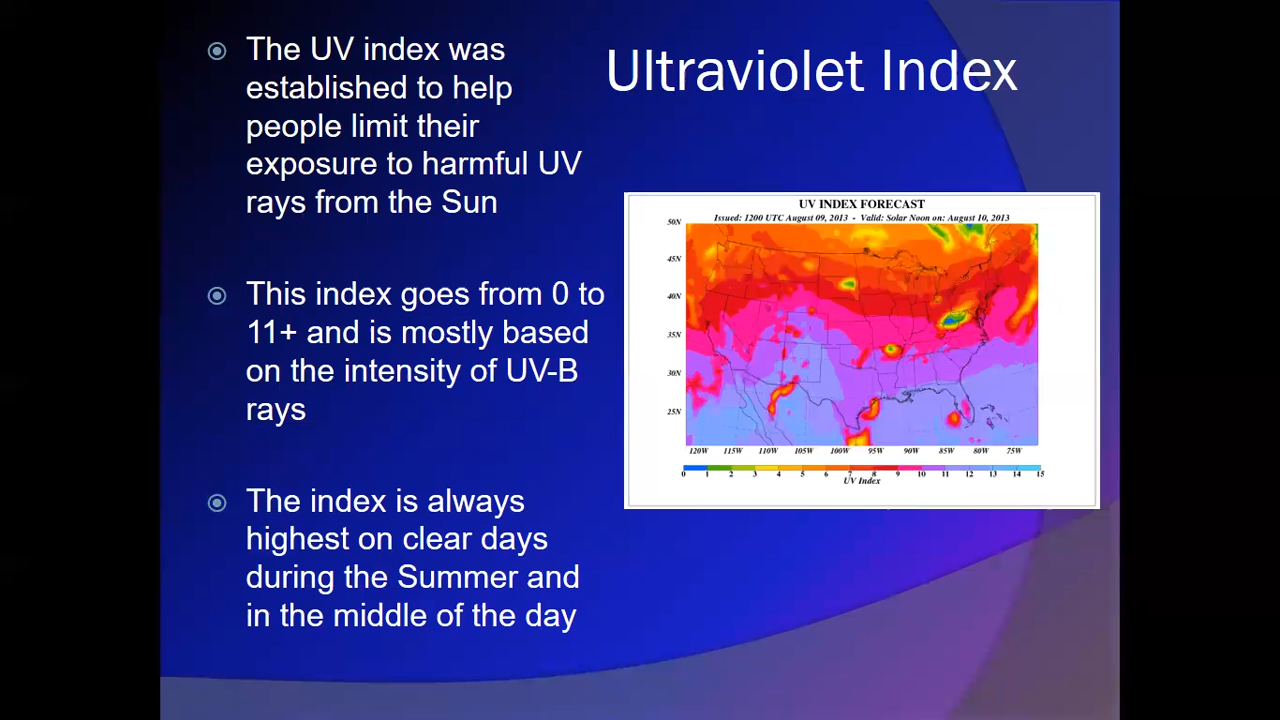 Ultraviolet Index
The UV index was
established to help
people limit their
exposure to harmful UV
rays from the Sun
This index goes from 0 to
11+ and is mostly based
on the intensity of UV-B
rays
The index is always
highest on clear days
during the Summer and
in the middle of the day
UV INDEX FORECAST
Issued: 1200 UTC August 09, 2013 - Valid: Solar Noon on: August 10, 2013
50N
45N
40N
35N
30N
25N
120W 115W 110W 105W 100W 95W 90W 85W 80W 75W
0 1 2 3 4 5 6 7 8 9 10 11 12 13 14 15
UV Index